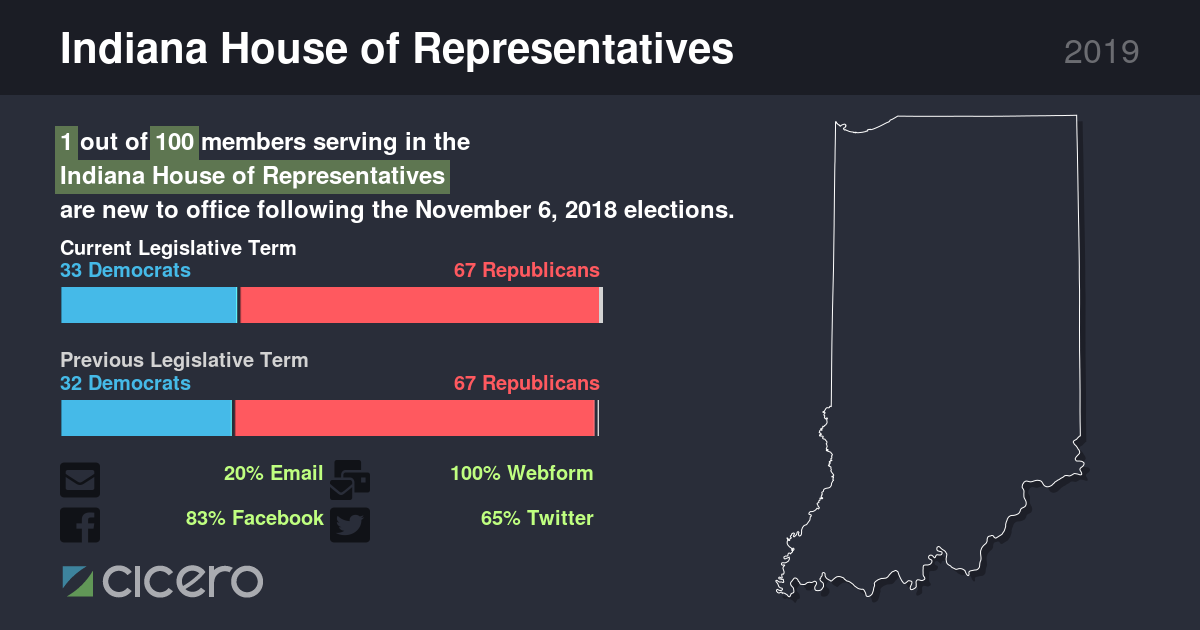 Indiana House of Representatives
2019
1 out of 100 members serving in the
Indiana House of Representatives
are new to office following the November 6, 2018 elections.
Current Legislative Term
33 Democrats
67 Republicans
Previous Legislative Term
32 Democrats
67 Republicans
20% Email
100% Webform
83% Facebook
65% Twitter
cicero